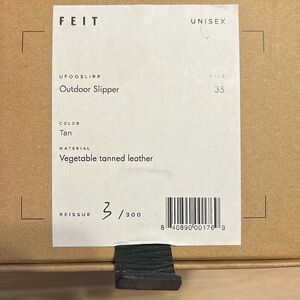 FEIT UNISEX
UFOOSLIPP SIZE
Outdoor Slipper 35
COLOR
Tan
MATERIAL
Vegetable tanned leather
REISSUE 3 /300
8 40890 00176 9